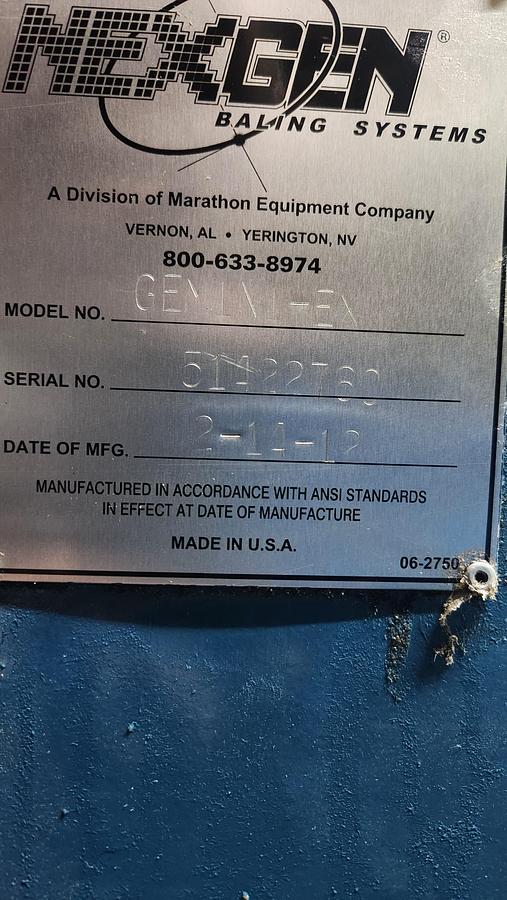 NEXGEN ®
BALING SYSTEMS
A Division of Marathon Equipment Company
VERNON, AL • YERINGTON, NV
800-633-8974
MODEL NO. GEMINI-EX
SERIAL NO.
DATE OF MFG. 2-14-12
MANUFACTURED IN ACCORDANCE WITH ANSI STANDARDS
IN EFFECT AT DATE OF MANUFACTURE
MADE IN U.S.A.
06-2750